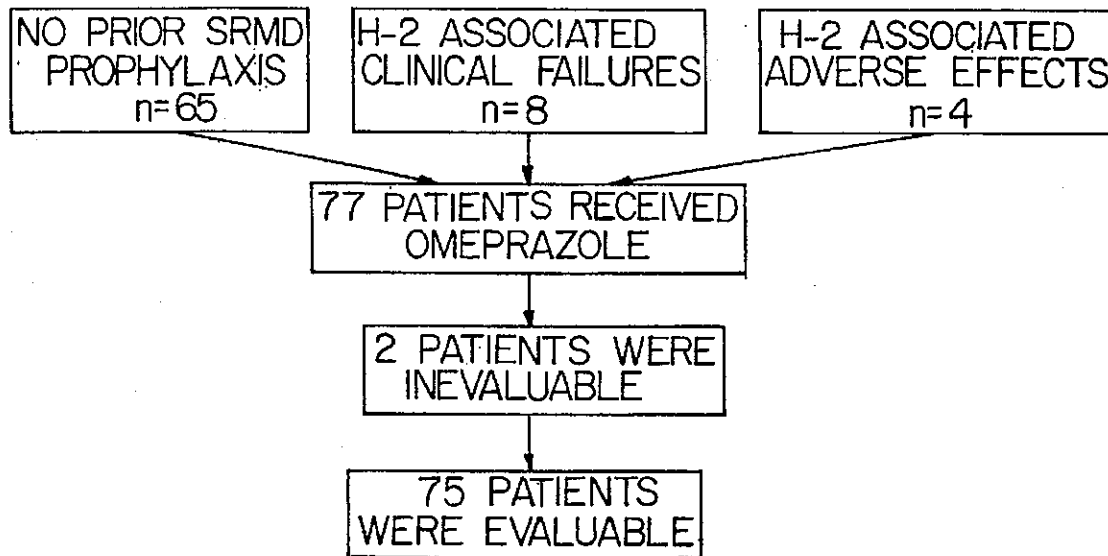 NO PRIOR SRMD
PROPHYLAXIS
n=65
H-2 ASSOCIATED
CLINICAL FAILURES
n=8
H-2 ASSOCIATED
ADVERSE EFFECTS
n=4
77 PATIENTS RECEIVED
OMEPRAZOLE
2 PATIENTS WERE
INEVALUABLE
75 PATIENTS
WERE EVALUABLE